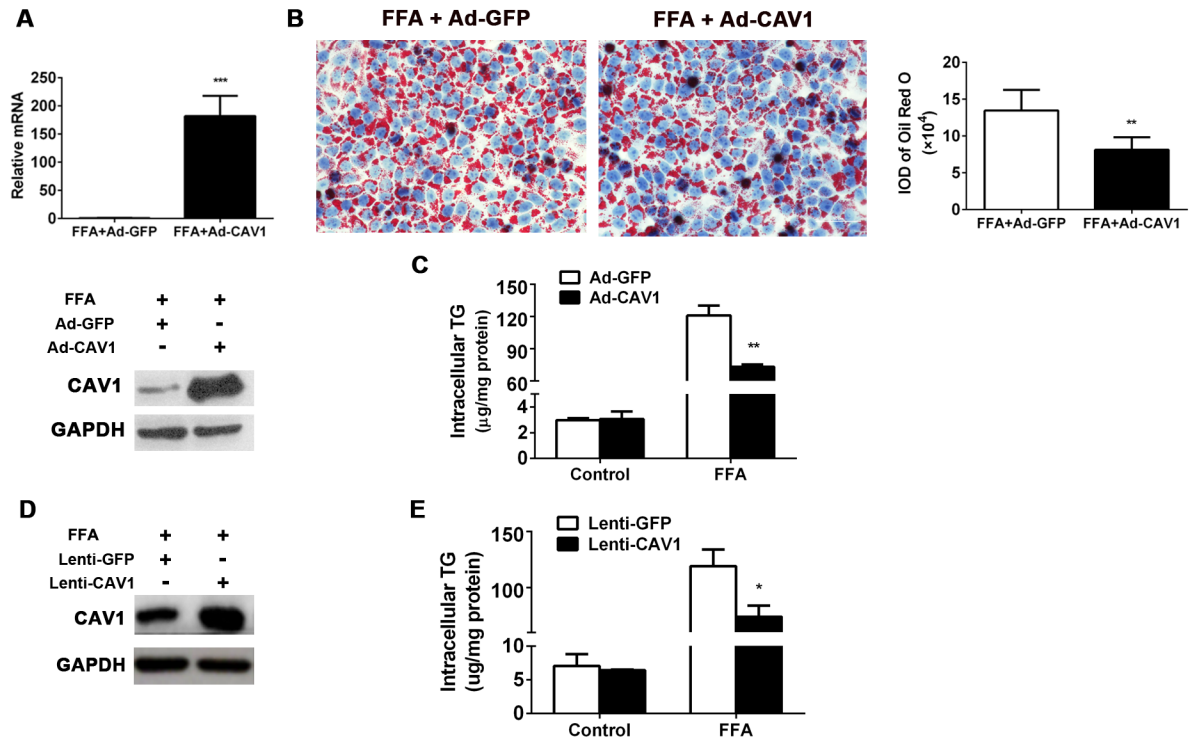 A
Relative mRNA
250
200
150
100
50
0
***
FFA+Ad-GFP FFA+Ad-CAV1
FFA + +
Ad-GFP + -
Ad-CAV1 - +
CAV1
GAPDH
B
FFA + Ad-GFP FFA + Ad-CAV1
IOD of Oil Red O
(×10⁴)
20
15
10
5
0
**
FFA+Ad-GFP FFA+Ad-CAV1
C
Ad-GFP
Ad-CAV1
Intracellular TG
(μg/mg protein)
150
120
90
60
4
2
0
**
Control FFA
D
FFA + +
Lenti-GFP + -
Lenti-CAV1 - +
CAV1
GAPDH
E
Lenti-GFP
Lenti-CAV1
Intracellular TG
(ug/mg protein)
150
100
10
5
0
*
Control FFA